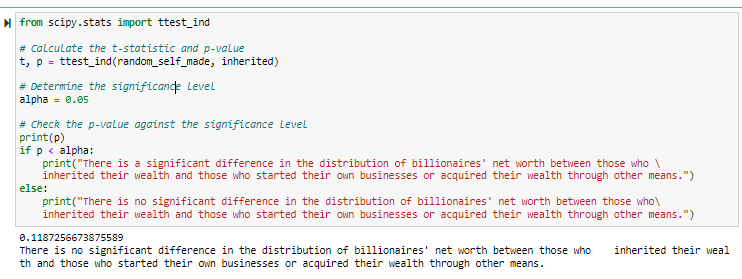 from scipy.stats import ttest_ind
# Calculate the t-statistic and p-value
t, p = ttest_ind(random_self_made, inherited)
# Determine the significance level
alpha = 0.05
# Check the p-value against the significance level
print(p)
if p < alpha:
    print("There is a significant difference in the distribution of billionaires' net worth between those who \
    inherited their wealth and those who started their own businesses or acquired their wealth through other means.")
else:
    print("There is no significant difference in the distribution of billionaires' net worth between those who\
    inherited their wealth and those who started their own businesses or acquired their wealth through other means.")
0.1187256673875589
There is no significant difference in the distribution of billionaires' net worth between those who    inherited their weal
th and those who started their own businesses or acquired their wealth through other means.